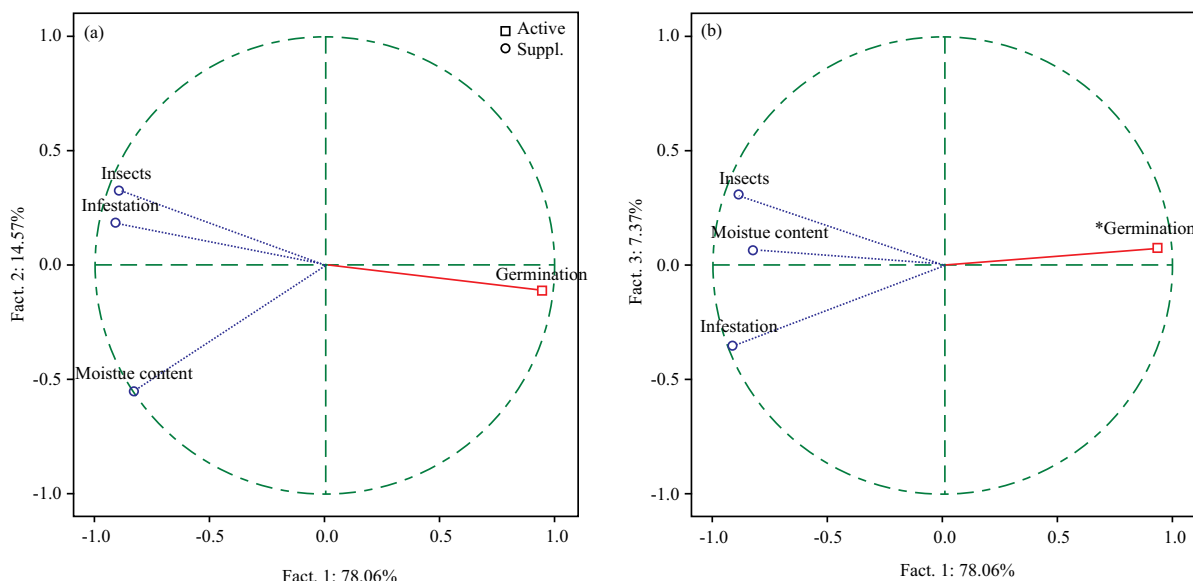 (a)
Active
Suppl.
1.0
0.5
0.0
-0.5
-1.0
Fact. 2: 14.57%
Insects
Infestation
Germination
Moistue content
-1.0 -0.5 0.0 0.5 1.0
Fact. 1: 78.06%
(b)
1.0
0.5
0.0
-0.5
-1.0
Fact. 3: 7.37%
Insects
*Germination
Moistue content
Infestation
-1.0 -0.5 0.0 0.5 1.0
Fact. 1: 78.06%